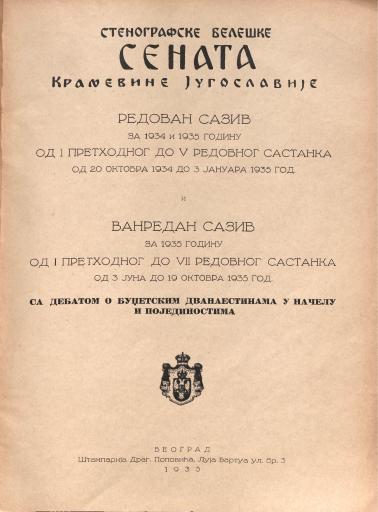 СТЕНОГРАФСКЕ БЕЛЕШКЕ
СЕНАТА
КРАЉЕВИНЕ ЈУГОСЛАВИЈЕ
РЕДОВАН САЗИВ
ЗА 1934 И 1935 ГОДИНУ
ОД I ПРЕТХОДНОГ ДО V РЕДОВНОГ САСТАНКА
ОД 20 ОКТОБРА 1934 ДО 3 ЈАНУАРА 1935 ГОД.
И
ВАНРЕДАН САЗИВ
ЗА 1935 ГОДИНУ
ОД I ПРЕТХОДНОГ ДО VII РЕДОВНОГ САСТАНКА
ОД 3 ЈУНА ДО 19 ОКТОБРА 1935 ГОД.
СА ДЕБАТОМ О БУЏЕТСКИМ ДВАНАЕСТИНАМА У НАЧЕЛУ
И ПОЈЕДИНОСТИМА
БЕОГРАД
Штампарија Драг. Поповића, Луја Бартуа ул. бр. 3
1935